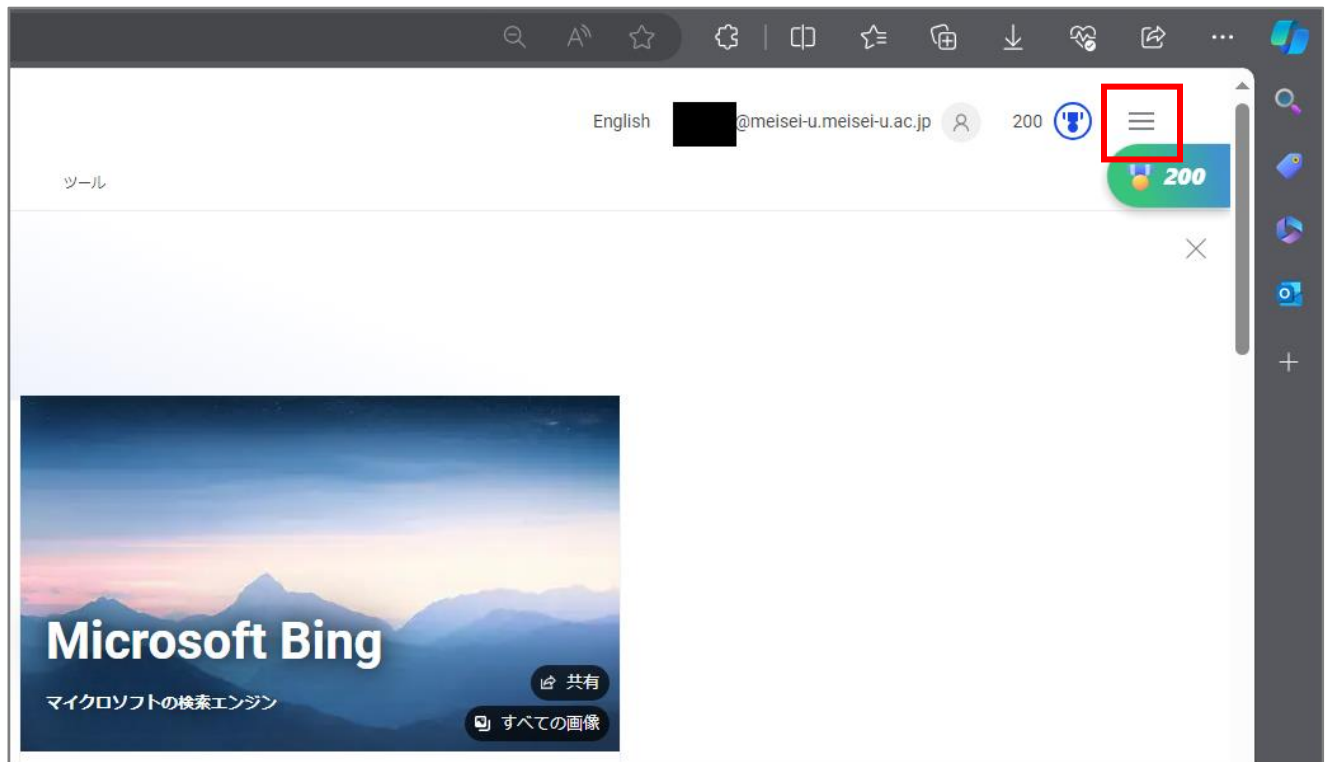 English @meisei-u.meisei-u.ac.jp 200
ツール
200
Microsoft Bing
マイクロソフトの検索エンジン
共有
すべての画像